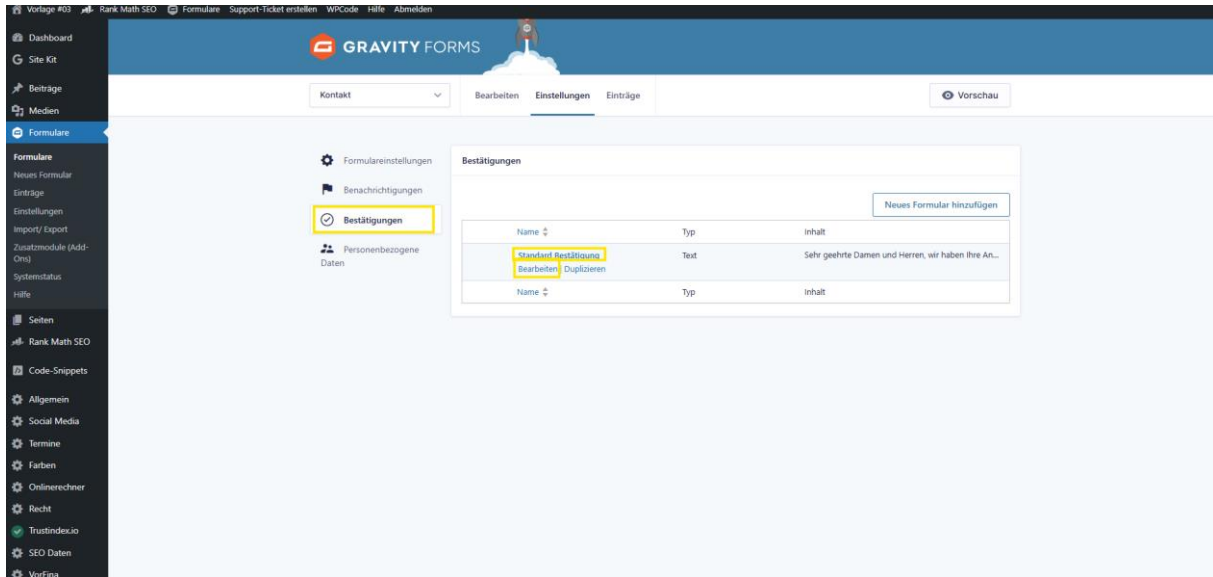 Vorlage #03 Rank Math SEO Formulare Support-Ticket erstellen WPCode Hilfe Abmelden
Dashboard
Site Kit
Beiträge
Medien
Formulare
Formulare
Neues Formular
Einträge
Einstellungen
Import/ Export
Zusatzmodule (Add-
Ons)
Systemstatus
Hilfe
Seiten
Rank Math SEO
Code-Snippets
Allgemein
Social Media
Termine
Farben
Onlinerechner
Recht
Trustindex.io
SEO Daten
VorFina
GRAVITY FORMS
Kontakt
Bearbeiten Einstellungen Einträge
Vorschau
Formulareinstellungen
Benachrichtigungen
Bestätigungen
Personenbezogene
Daten
Bestätigungen
Neues Formular hinzufügen
Name Typ Inhalt
Standard Bestätigung Text Sehr geehrte Damen und Herren, wir haben Ihre An...
Bearbeiten | Duplizieren
Name Typ Inhalt